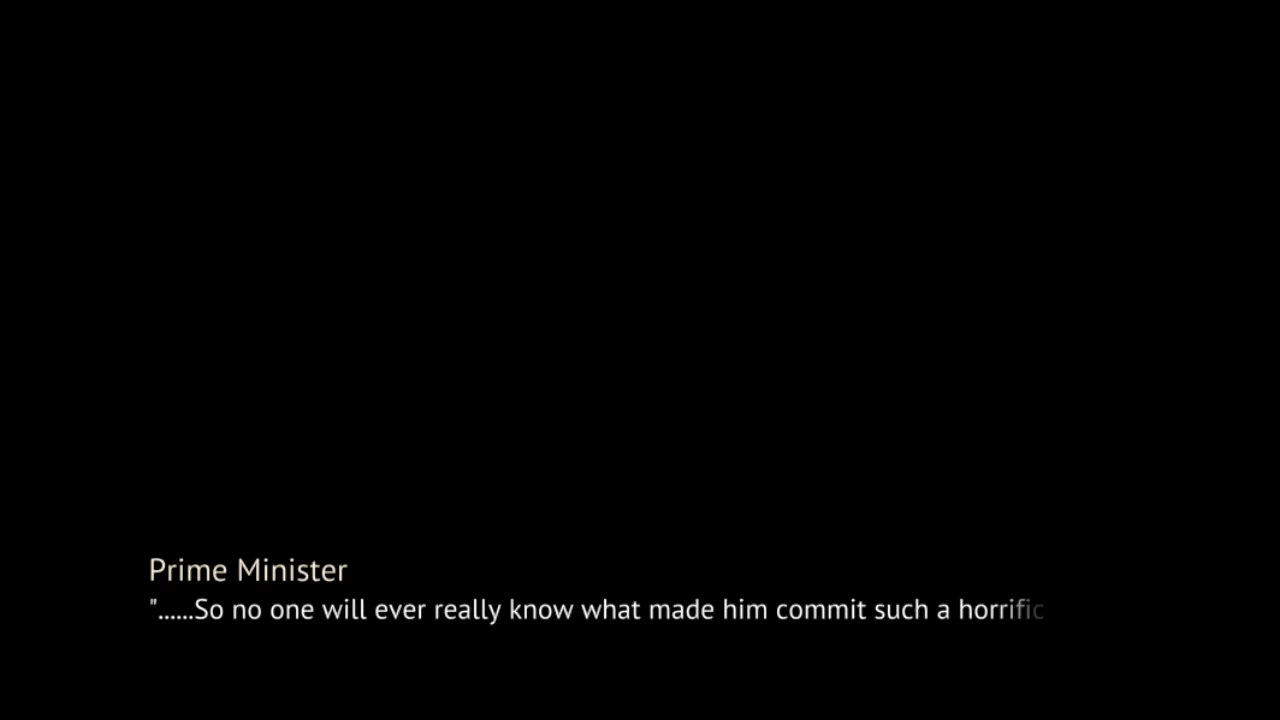 Prime Minister
"......So no one will ever really know what made him commit such a horrific